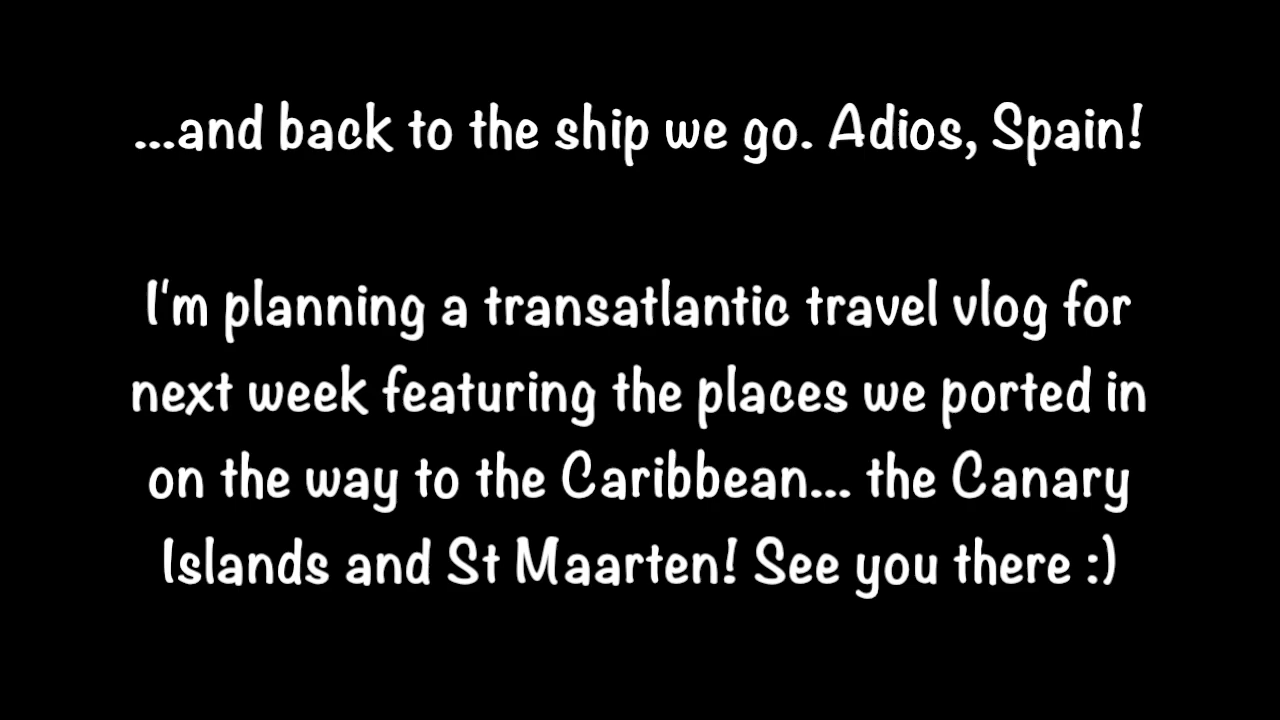 ...and back to the ship we go. Adios, Spain!
I'm planning a transatlantic travel vlog for
next week featuring the places we ported in
on the way to the Caribbean... the Canary
Islands and St Maarten! See you there :)